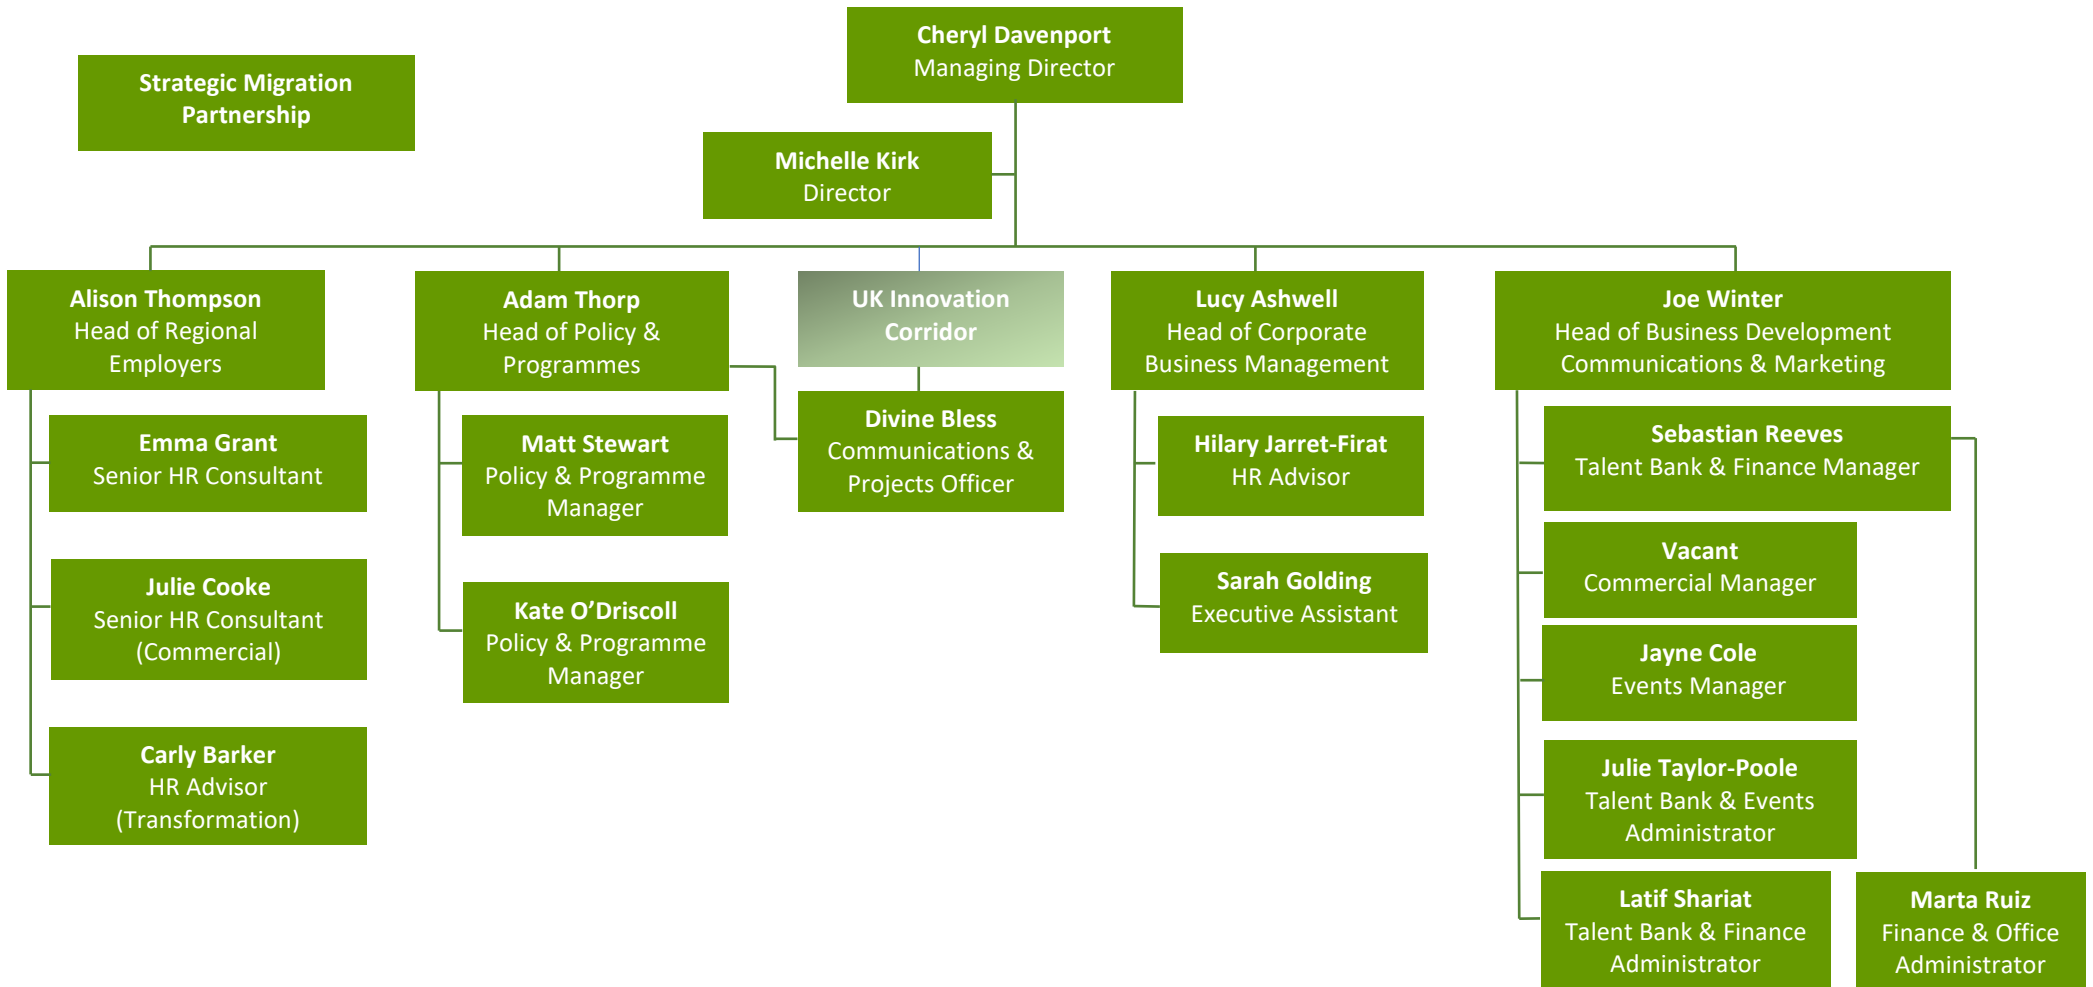 Cheryl Davenport
Managing Director
Strategic Migration
Partnership
Michelle Kirk
Director
Alison Thompson
Head of Regional
Employers
Adam Thorp
Head of Policy &
Programmes
UK Innovation
Corridor
Lucy Ashwell
Head of Corporate
Business Management
Joe Winter
Head of Business Development
Communications & Marketing
Emma Grant
Senior HR Consultant
Julie Cooke
Senior HR Consultant
(Commercial)
Carly Barker
HR Advisor
(Transformation)
Matt Stewart
Policy & Programme
Manager
Kate O’Driscoll
Policy & Programme
Manager
Divine Bless
Communications &
Projects Officer
Hilary Jarret-Firat
HR Advisor
Sarah Golding
Executive Assistant
Sebastian Reeves
Talent Bank & Finance Manager
Vacant
Commercial Manager
Jayne Cole
Events Manager
Julie Taylor-Poole
Talent Bank & Events
Administrator
Latif Shariat
Talent Bank & Finance
Administrator
Marta Ruiz
Finance & Office
Administrator